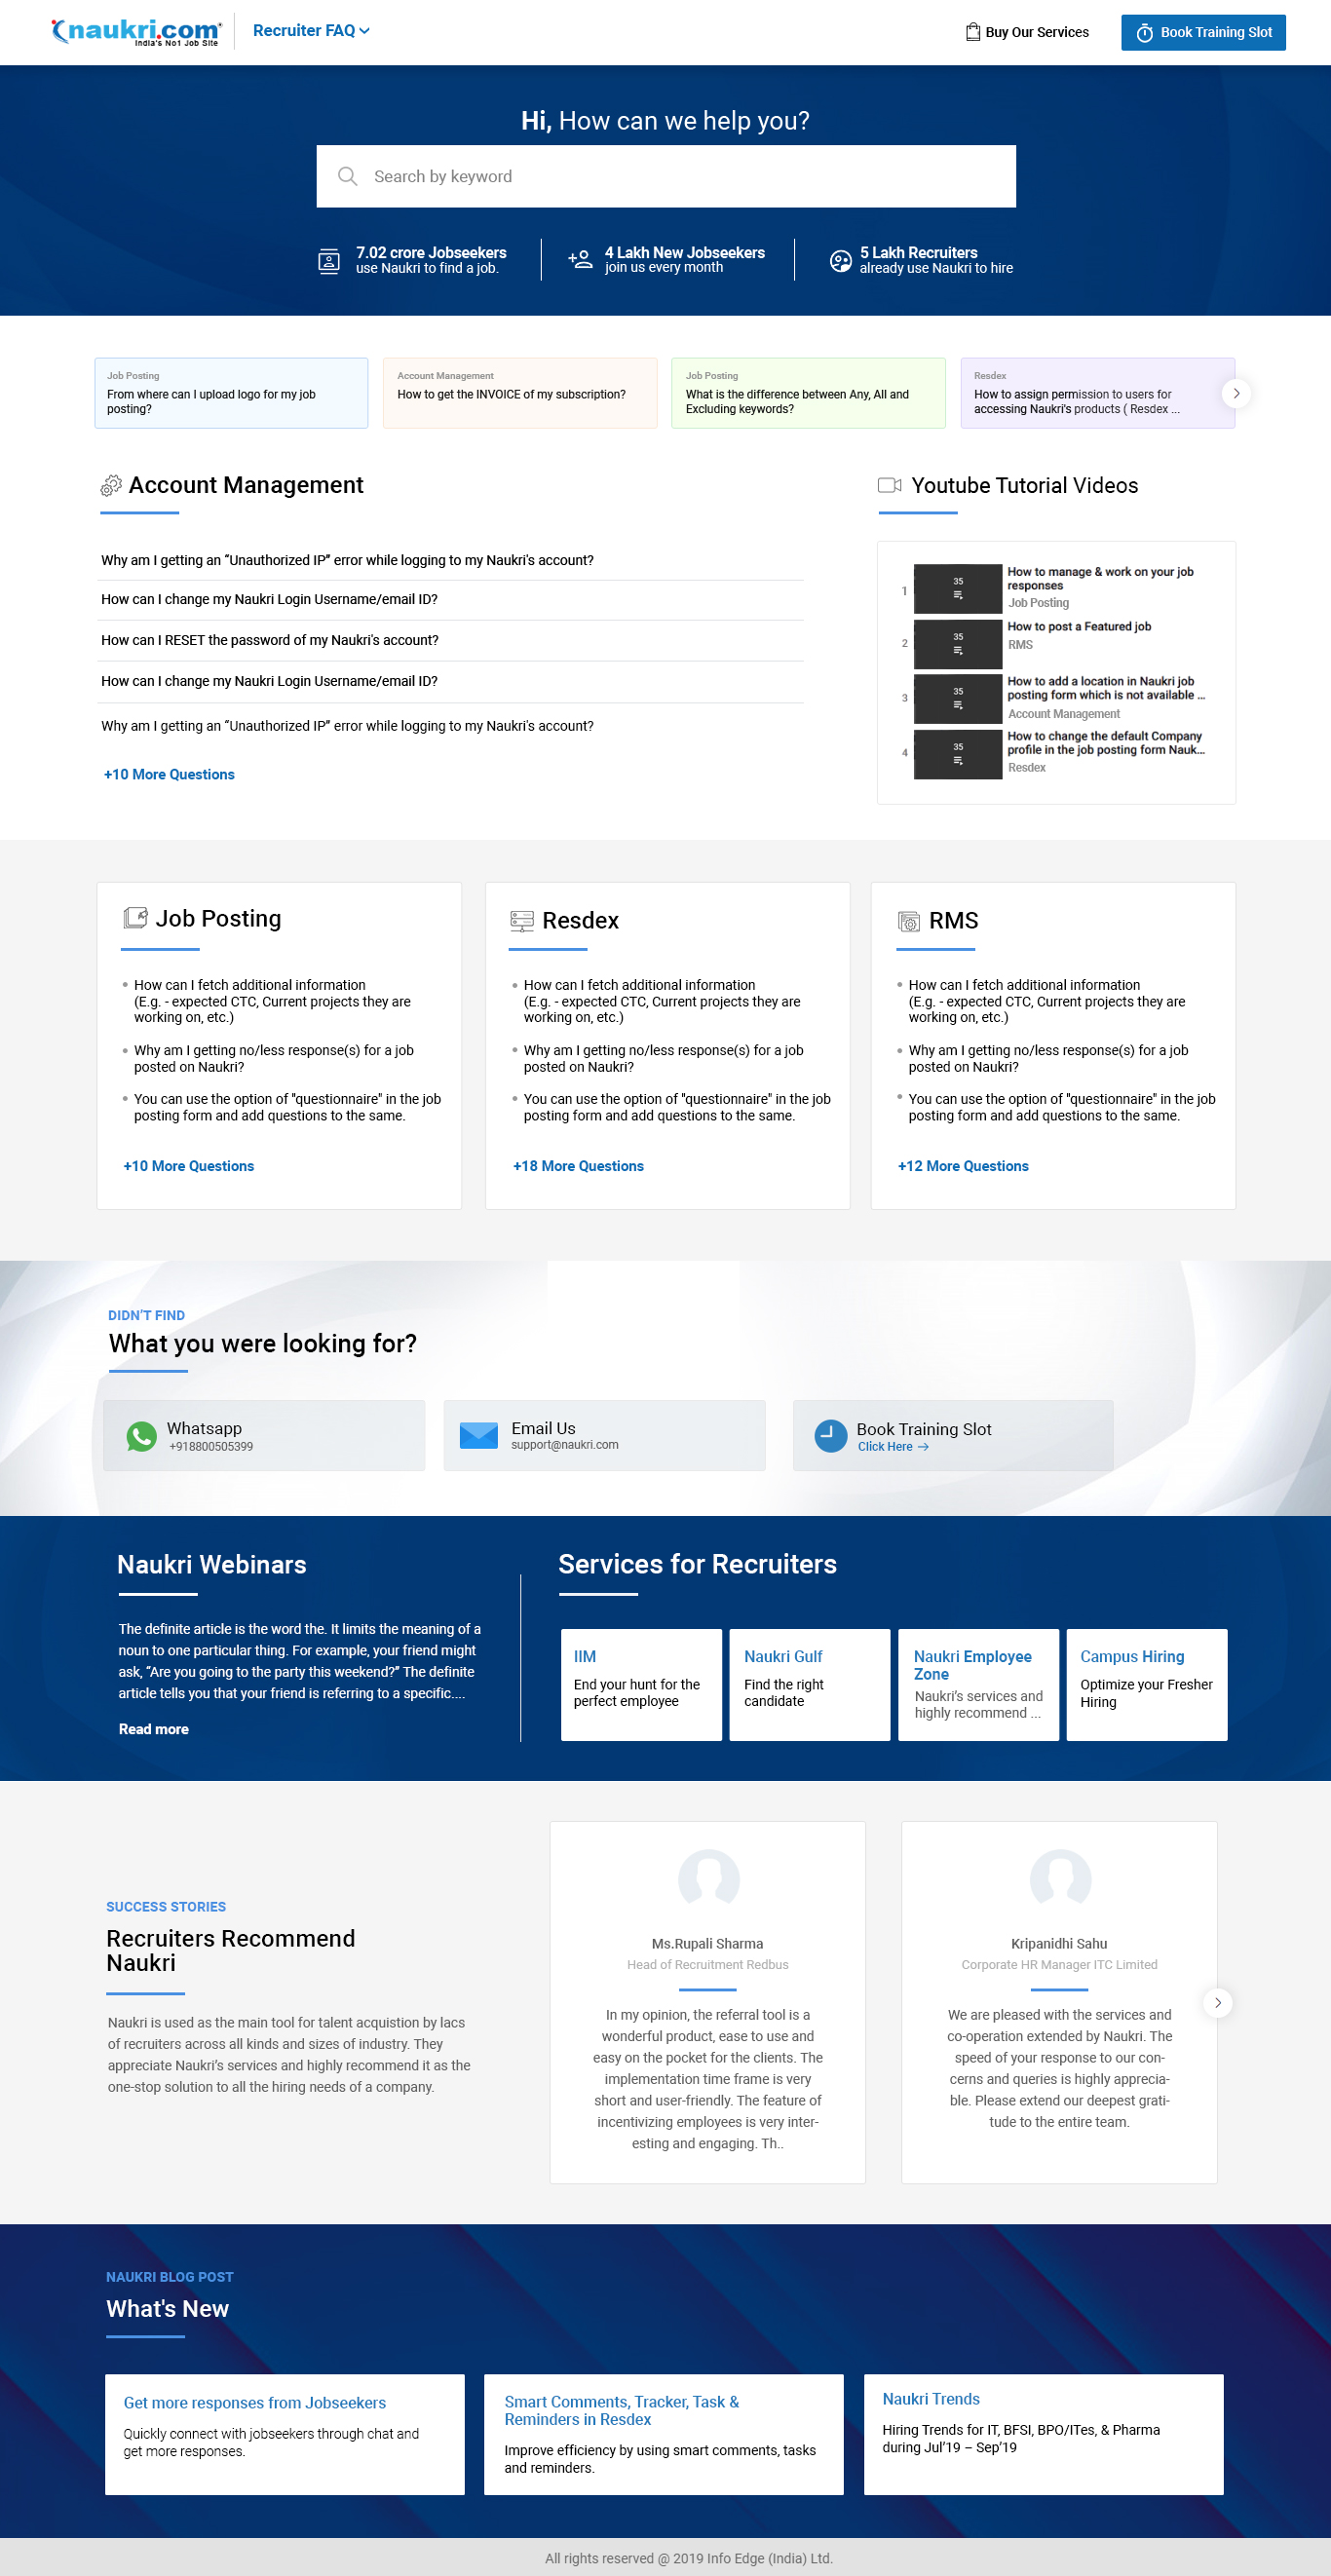 naukri.com
India's No1 Job Site
Recruiter FAQ
Buy Our Services
Book Training Slot
Hi, How can we help you?
Search by keyword
7.02 crore Jobseekers
use Naukri to find a job.
4 Lakh New Jobseekers
join us every month
5 Lakh Recruiters
already use Naukri to hire
Job Posting
From where can I upload logo for my job
posting?
Account Management
How to get the INVOICE of my subscription?
Job Posting
What is the difference between Any, All and
Excluding keywords?
Resdex
How to assign permission to users for
accessing Naukri's products ( Resdex ...
Account Management
Why am I getting an “Unauthorized IP” error while logging to my Naukri's account?
How can I change my Naukri Login Username/email ID?
How can I RESET the password of my Naukri's account?
How can I change my Naukri Login Username/email ID?
Why am I getting an “Unauthorized IP” error while logging to my Naukri's account?
+10 More Questions
Youtube Tutorial Videos
1
35
How to manage & work on your job
responses
Job Posting
2
35
How to post a Featured job
RMS
3
35
How to add a location in Naukri job
posting form which is not available ...
Account Management
4
35
How to change the default Company
profile in the job posting form Nauk...
Resdex
Job Posting
How can I fetch additional information
(E.g. - expected CTC, Current projects they are
working on, etc.)
Why am I getting no/less response(s) for a job
posted on Naukri?
You can use the option of "questionnaire" in the job
posting form and add questions to the same.
+10 More Questions
Resdex
How can I fetch additional information
(E.g. - expected CTC, Current projects they are
working on, etc.)
Why am I getting no/less response(s) for a job
posted on Naukri?
You can use the option of "questionnaire" in the job
posting form and add questions to the same.
+18 More Questions
RMS
How can I fetch additional information
(E.g. - expected CTC, Current projects they are
working on, etc.)
Why am I getting no/less response(s) for a job
posted on Naukri?
You can use the option of "questionnaire" in the job
posting form and add questions to the same.
+12 More Questions
DIDN'T FIND
What you were looking for?
Whatsapp
+918800505399
Email Us
support@naukri.com
Book Training Slot
Click Here →
Naukri Webinars
The definite article is the word the. It limits the meaning of a
noun to one particular thing. For example, your friend might
ask, “Are you going to the party this weekend?” The definite
article tells you that your friend is referring to a specific....
Read more
Services for Recruiters
IIM
End your hunt for the
perfect employee
Naukri Gulf
Find the right
candidate
Naukri Employee
Zone
Naukri’s services and
highly recommend ...
Campus Hiring
Optimize your Fresher
Hiring
SUCCESS STORIES
Recruiters Recommend
Naukri
Naukri is used as the main tool for talent acquistion by lacs
of recruiters across all kinds and sizes of industry. They
appreciate Naukri’s services and highly recommend it as the
one-stop solution to all the hiring needs of a company.
Ms.Rupali Sharma
Head of Recruitment Redbus
In my opinion, the referral tool is a
wonderful product, ease to use and
easy on the pocket for the clients. The
implementation time frame is very
short and user-friendly. The feature of
incentivizing employees is very inter-
esting and engaging. Th..
Kripanidhi Sahu
Corporate HR Manager ITC Limited
We are pleased with the services and
co-operation extended by Naukri. The
speed of your response to our con-
cerns and queries is highly apprecia-
ble. Please extend our deepest grati-
tude to the entire team.
NAUKRI BLOG POST
What's New
Get more responses from Jobseekers
Quickly connect with jobseekers through chat and
get more responses.
Smart Comments, Tracker, Task &
Reminders in Resdex
Improve efficiency by using smart comments, tasks
and reminders.
Naukri Trends
Hiring Trends for IT, BFSI, BPO/ITes, & Pharma
during Jul’19 – Sep’19
All rights reserved @ 2019 Info Edge (India) Ltd.